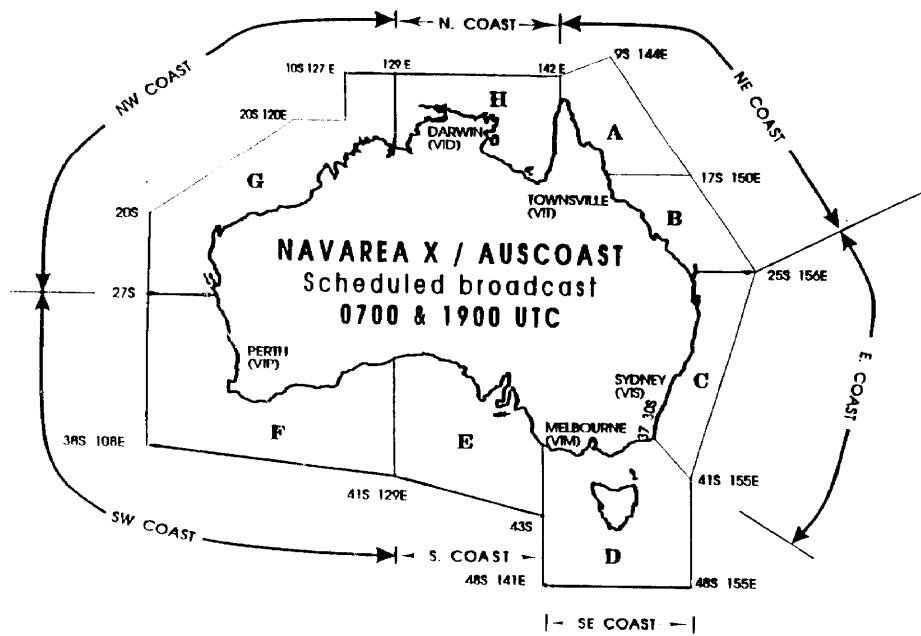 N. COAST
9S 144E
10S 127 E
129 E
142 E
NW COAST
NE COAST
H
20S 120E
DARWIN
(VID)
A
G
17S 150E
TOWNSVILLE
(VIT)
20S
B
NAVAREA X / AUSCOAST
Scheduled broadcast
0700 & 1900 UTC
25S 156E
27S
PERTH
(VIP)
SYDNEY
(VIS)
C
E. COAST
37 30S
MELBOURNE
(VIM)
F
E
38S 108E
41S 129E
41S 155E
43S
SW COAST
D
S. COAST
48S 141E
48S 155E
SE COAST